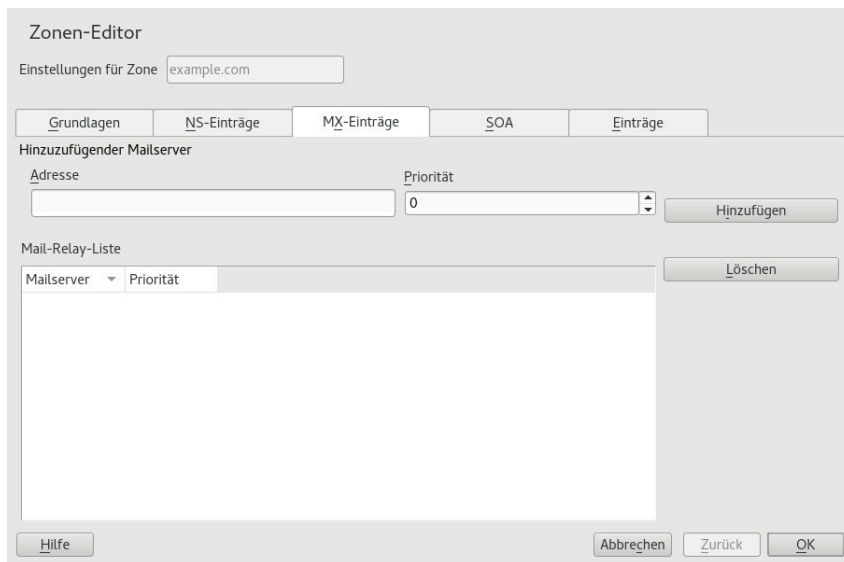 Zonen-Editor
Einstellungen für Zone example.com
Grundlagen NS-Einträge MX-Einträge SOA Einträge
Hinzuzufügender Mailserver
Adresse Priorität
0 Hinzufügen
Mail-Relay-Liste
Löschen
Mailserver Priorität
Hilfe Abbrechen Zurück OK